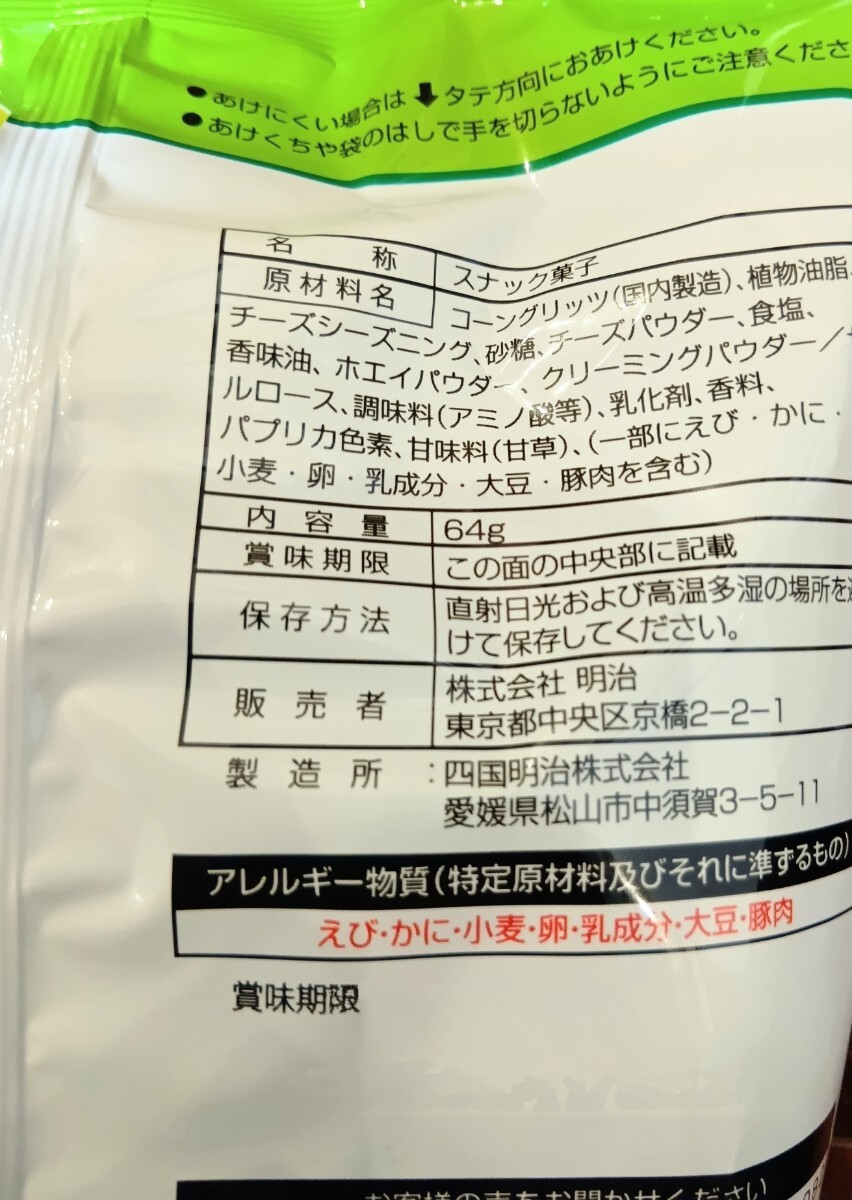 ●あけにくい場合は⬇タテ方向におあけください。
●あけくちや袋のはしで手を切らないようにご注意くださ
名称 スナック菓子
原材料名 コーングリッツ(国内製造)、植物油脂、
チーズシーズニング、砂糖、チーズパウダー、食塩、
香味油、ホエイパウダー、クリーミングパウダー/
ルロース、調味料(アミノ酸等)、乳化剤、香料、
パプリカ色素、甘味料(甘草)、(一部にえび・かに・
小麦・卵・乳成分・大豆・豚肉を含む)
内容量 64g
賞味期限 この面の中央部に記載
保存方法 直射日光および高温多湿の場所を
けて保存してください。
販売者 株式会社 明治
東京都中央区京橋2-2-1
製造所:四国明治株式会社
愛媛県松山市中須賀3-5-11
アレルギー物質(特定原材料及びそれに準ずるもの)
えび・かに・小麦・卵・乳成分・大豆・豚肉
賞味期限
お客様の声をお聞かせください